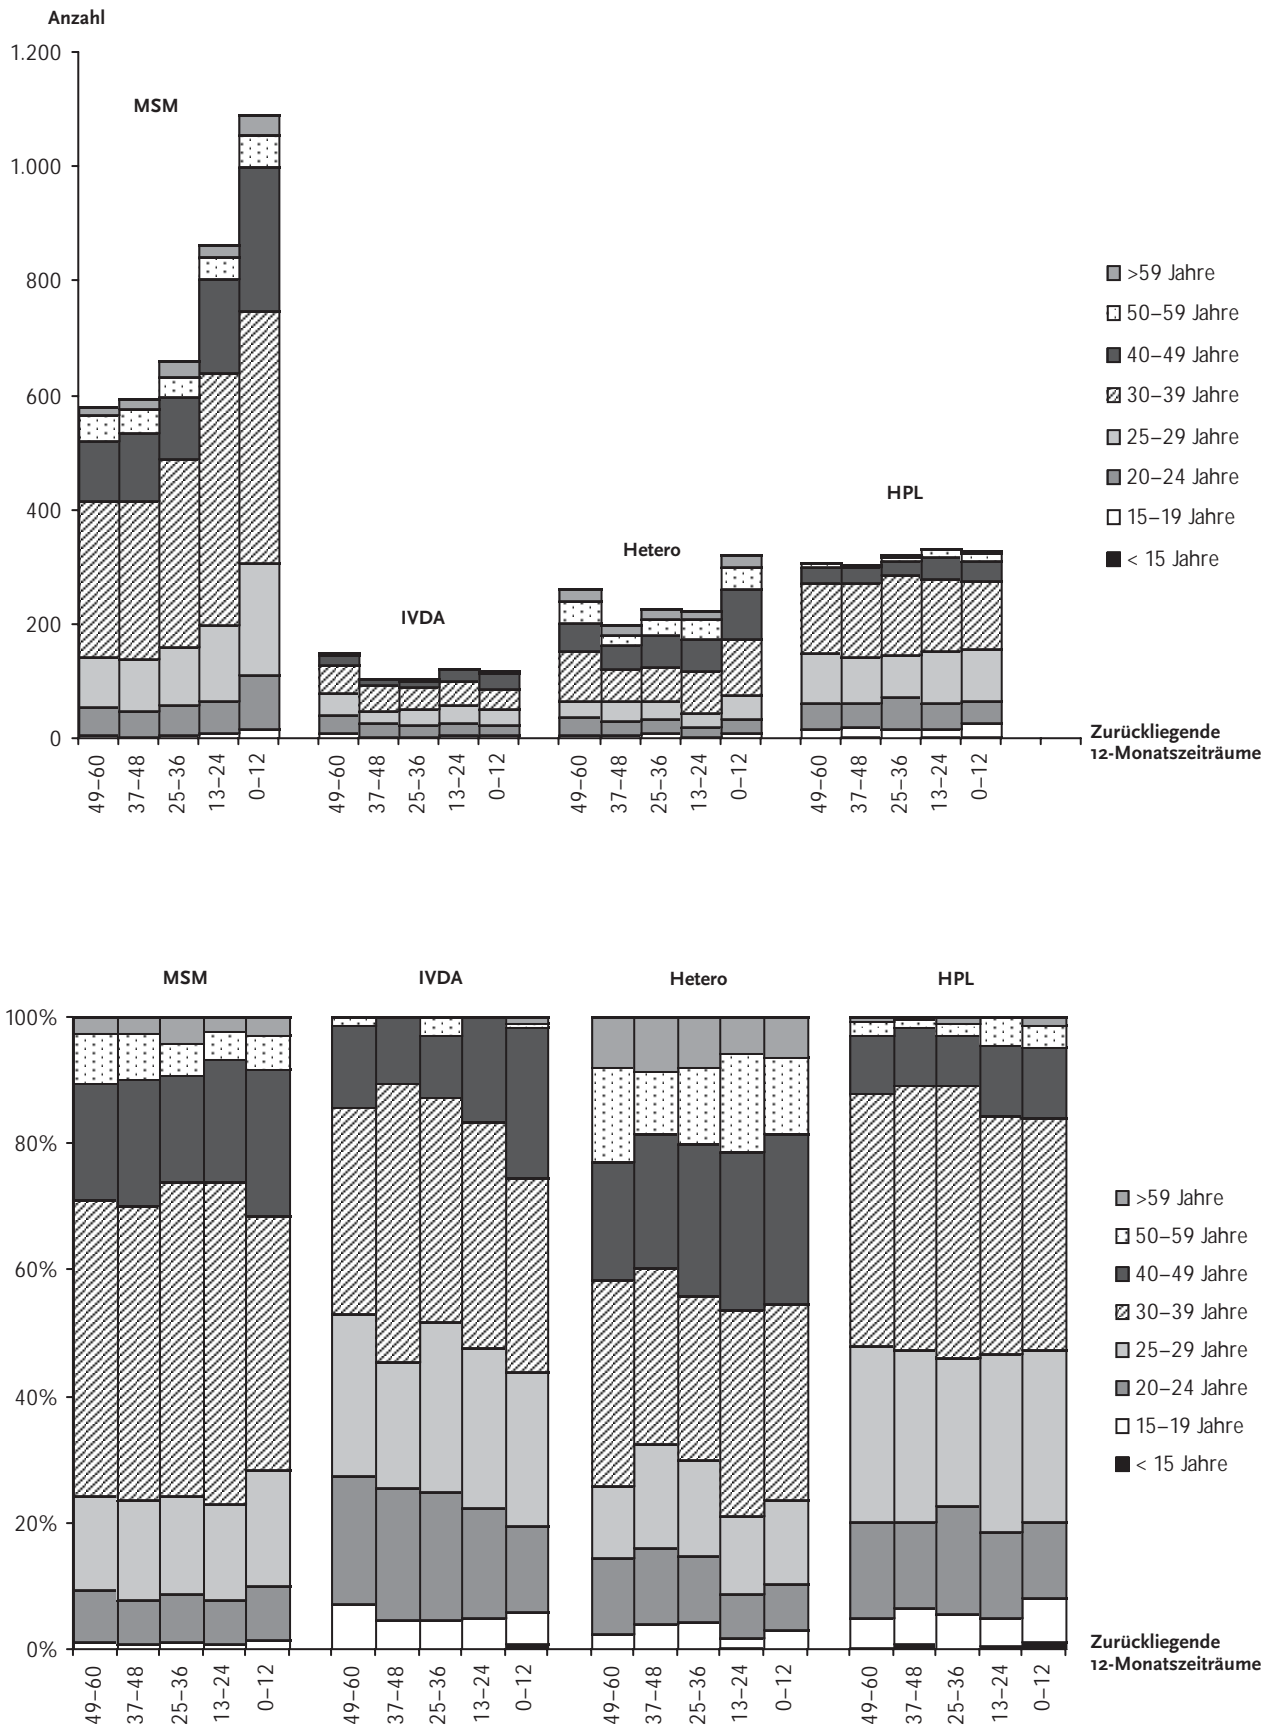 Anzahl
1.200
1.000
800
600
400
200
0
MSM
IVDA
Hetero
HPL
>59 Jahre
50–59 Jahre
40–49 Jahre
30–39 Jahre
25–29 Jahre
20–24 Jahre
15–19 Jahre
< 15 Jahre
49–60
37–48
25–36
13–24
0–12
49–60
37–48
25–36
13–24
0–12
49–60
37–48
25–36
13–24
0–12
49–60
37–48
25–36
13–24
0–12
Zurückliegende
12-Monatszeiträume
MSM
IVDA
Hetero
HPL
100%
80%
60%
40%
20%
0%
>59 Jahre
50–59 Jahre
40–49 Jahre
30–39 Jahre
25–29 Jahre
20–24 Jahre
15–19 Jahre
< 15 Jahre
49–60
37–48
25–36
13–24
0–12
49–60
37–48
25–36
13–24
0–12
49–60
37–48
25–36
13–24
0–12
49–60
37–48
25–36
13–24
0–12
Zurückliegende
12-Monatszeiträume